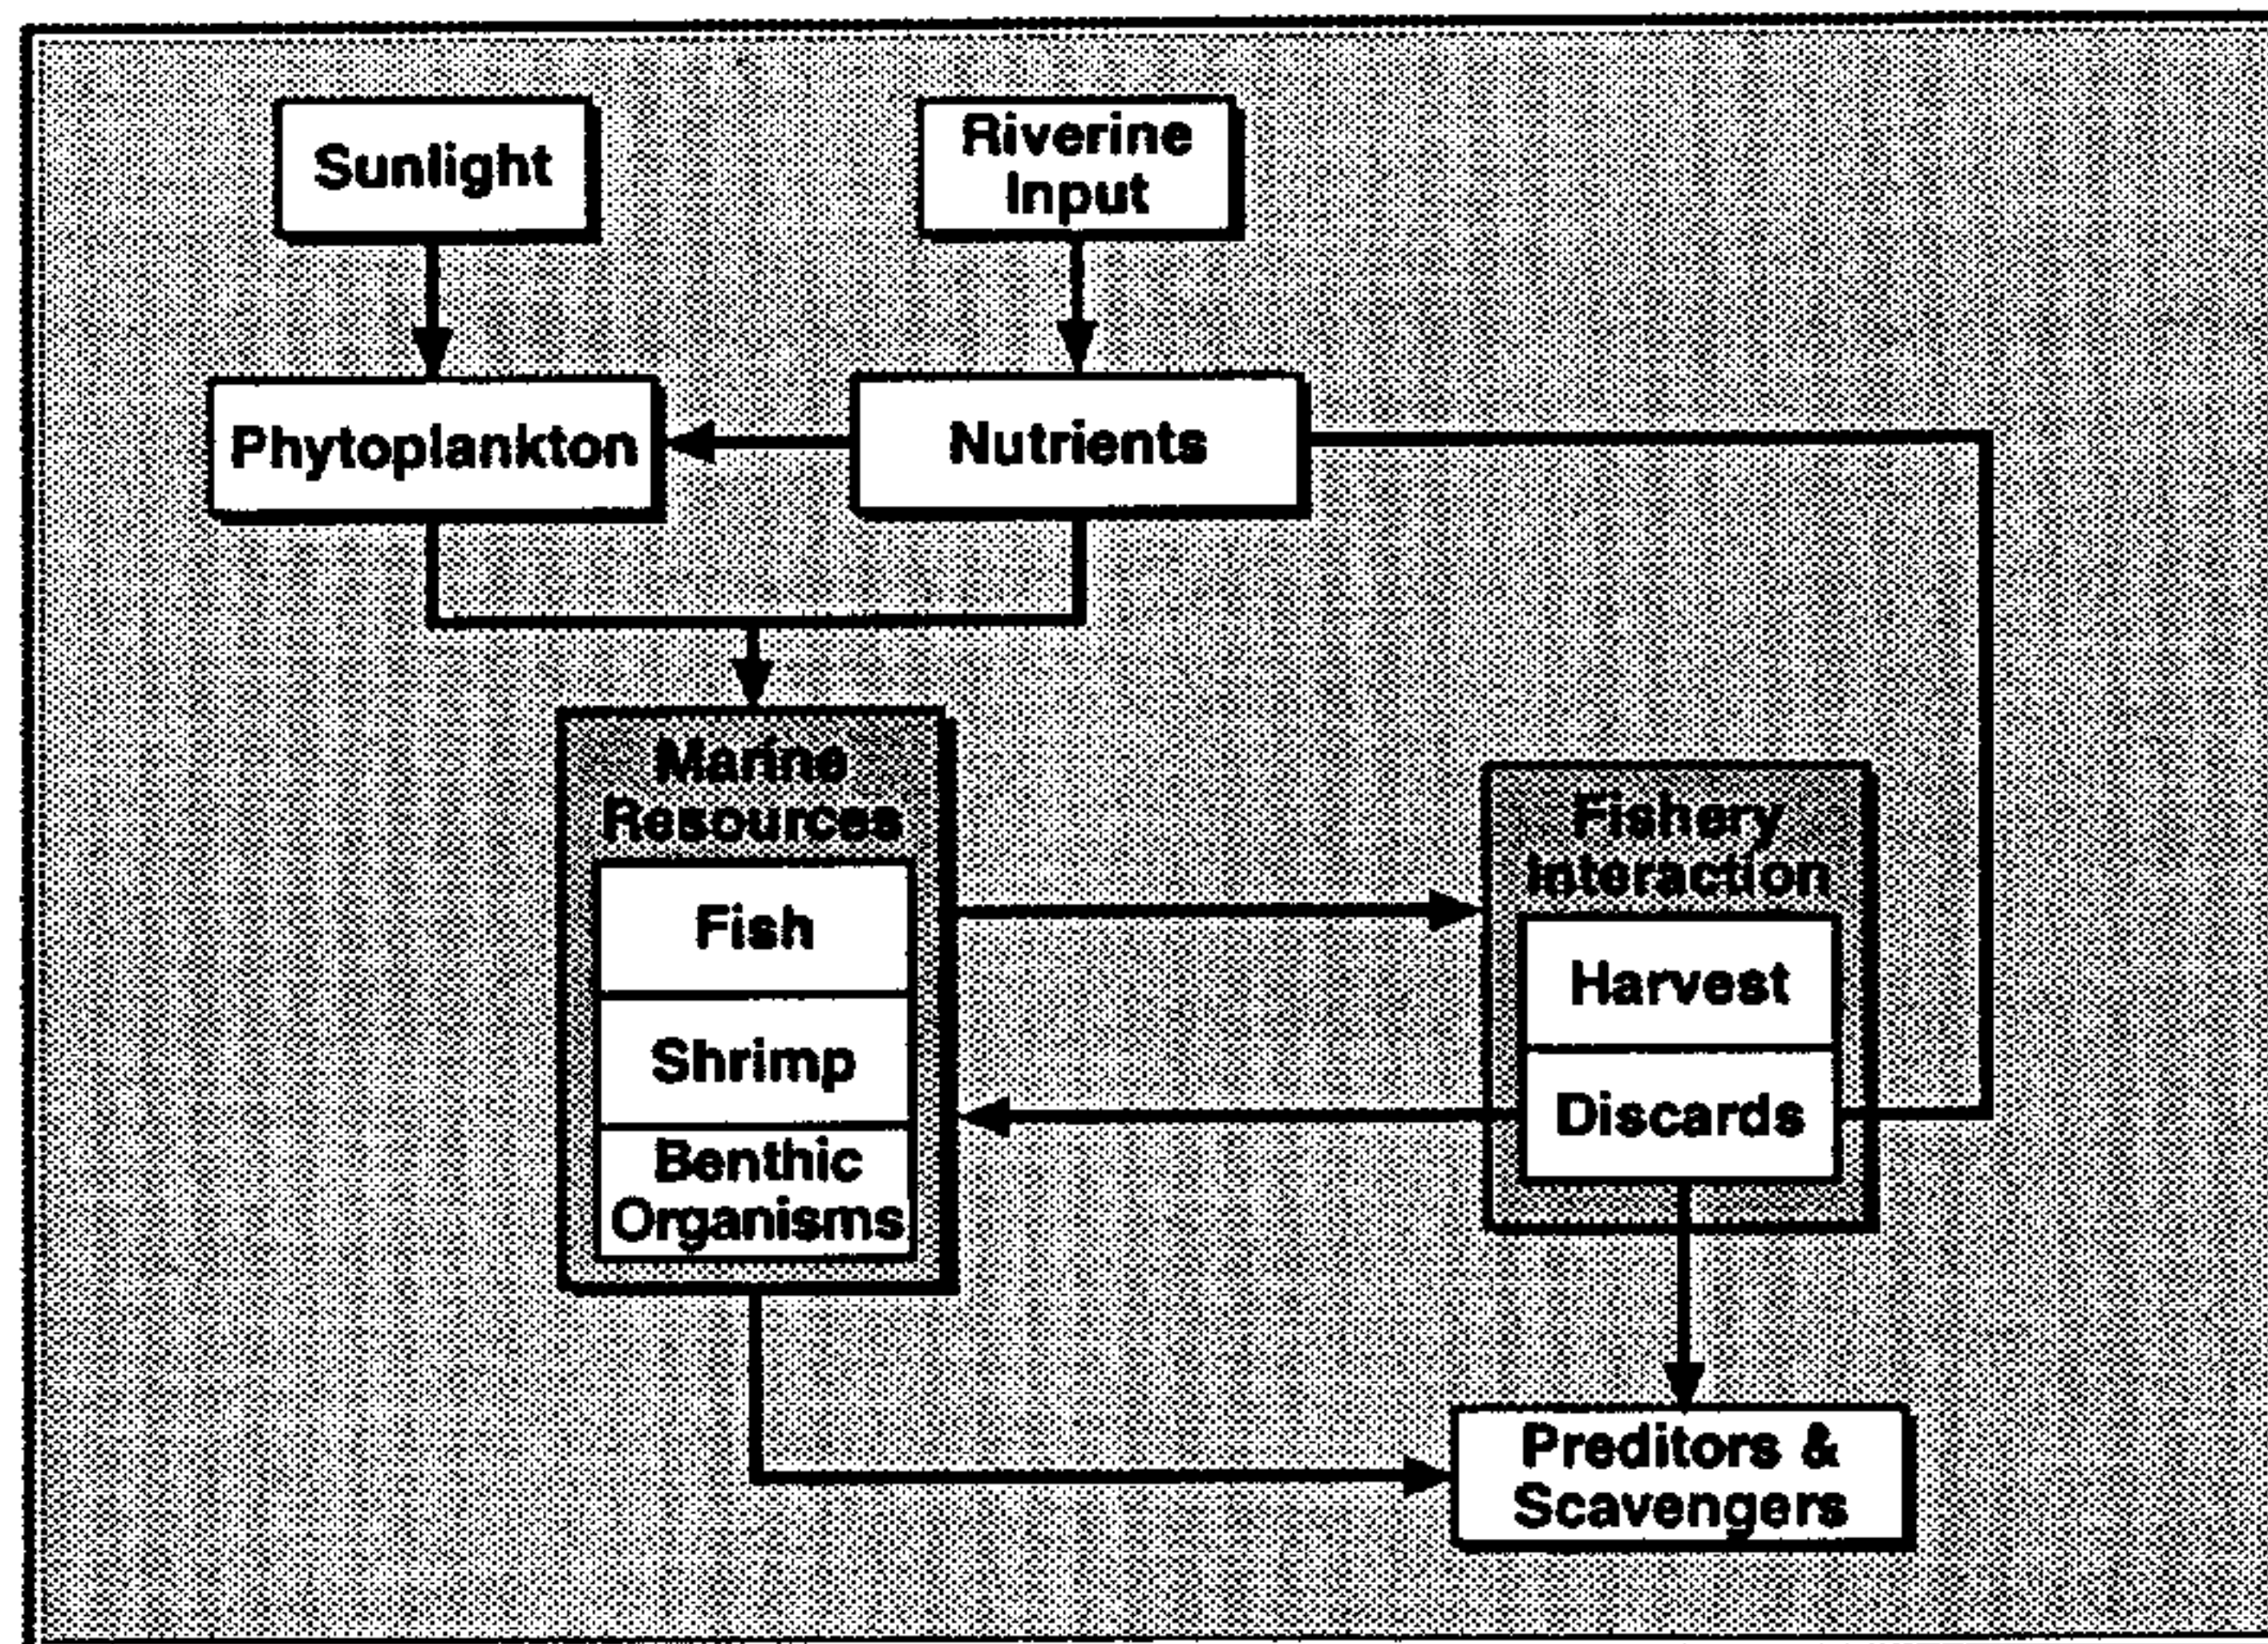 Sunlight
Riverine
Input
Phytoplankton
Nutrients
Marine
Resources
Fish
Shrimp
Benthic
Organisms
Fishery
Interaction
Harvest
Discards
Preditors &
Scavengers